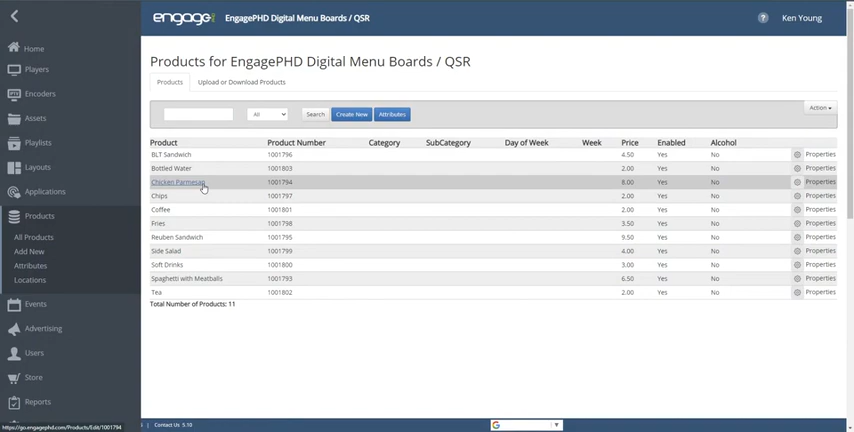 engage PHD EngagePHD Digital Menu Boards / QSR ? Ken Young
Home
Players
Encoders
Assets
Playlists
Layouts
Applications
Products
All Products
Add New
Attributes
Locations
Events
Advertising
Users
Store
Reports
https://go.engagephd.com/Products/Edit/1001794
Products for EngagePHD Digital Menu Boards / QSR
Products Upload or Download Products
All Search Create New Attributes Action
Product Product Number Category SubCategory Day of Week Week Price Enabled Alcohol
BLT Sandwich 1001796 4.50 Yes No Properties
Bottled Water 1001803 2.00 Yes No Properties
Chicken Parmesan 1001794 8.00 Yes No Properties
Chips 1001797 2.00 Yes No Properties
Coffee 1001801 2.00 Yes No Properties
Fries 1001798 3.50 Yes No Properties
Reuben Sandwich 1001795 9.50 Yes No Properties
Side Salad 1001799 4.00 Yes No Properties
Soft Drinks 1001800 3.00 Yes No Properties
Spaghetti with Meatballs 1001793 6.50 Yes No Properties
Tea 1001802 2.00 Yes No Properties
Total Number of Products: 11
| Contact Us 5.10 G